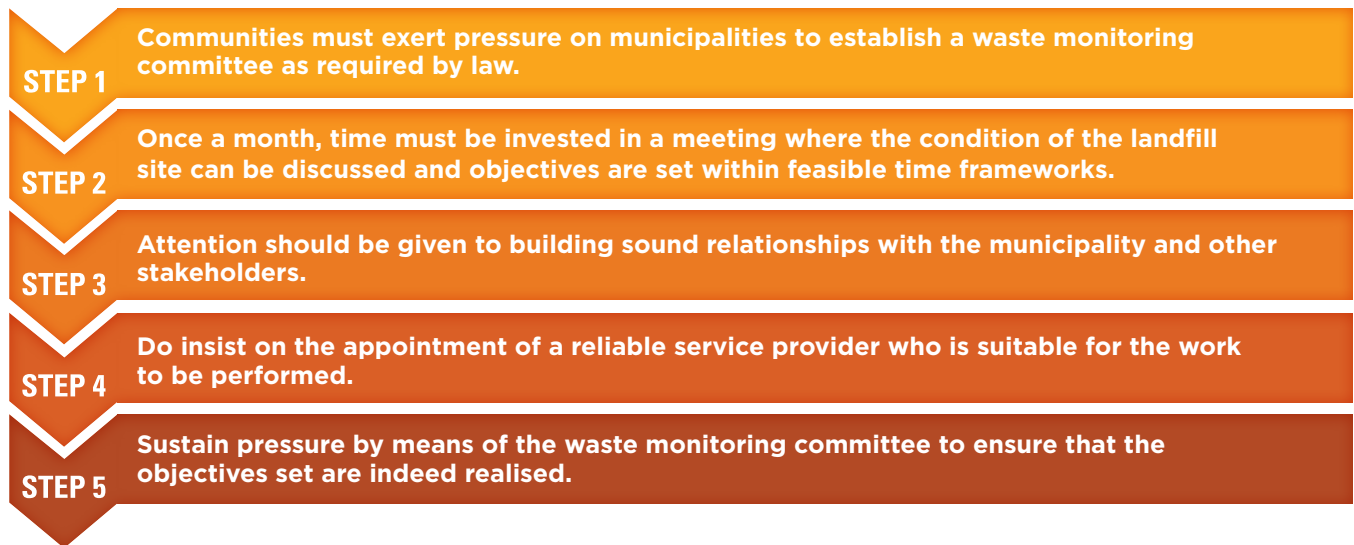 STEP 1
Communities must exert pressure on municipalities to establish a waste monitoring
committee as required by law.
STEP 2
Once a month, time must be invested in a meeting where the condition of the landfill
site can be discussed and objectives are set within feasible time frameworks.
STEP 3
Attention should be given to building sound relationships with the municipality and other
stakeholders.
STEP 4
Do insist on the appointment of a reliable service provider who is suitable for the work
to be performed.
STEP 5
Sustain pressure by means of the waste monitoring committee to ensure that the
objectives set are indeed realised.